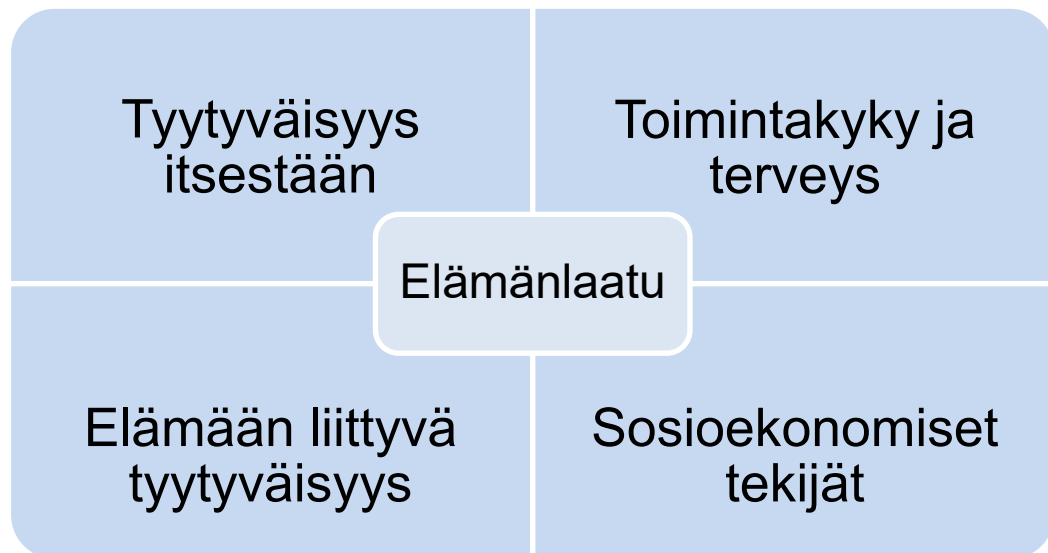 Tyytyväisyys
itsestään
Toimintakyky ja
terveys
Elämänlaatu
Elämään liittyvä
tyytyväisyys
Sosioekonomiset
tekijät